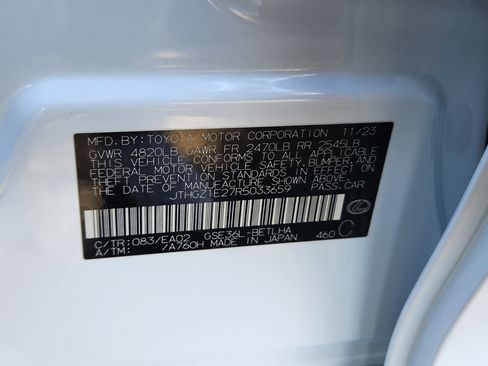 MFD.BY: TOYOTA MOTOR CORPORATION 11/23
GVWR 4820LB GAWR FR 2470LB RR 2545LB
THIS VEHICLE CONFORMS TO ALL APPLICABLE
FEDERAL MOTOR VEHICLE SAFETY, BUMPER, AND
THEFT PREVENTION STANDARDS IN EFFECT ON
THE DATE OF MANUFACTURE SHOWN ABOVE.
JTHGZ1E27R5033659 PASS.CAR
C/TR:083/EA02 GSE36L-BETLHA
A/TM: /A760H MADE IN JAPAN 460 C